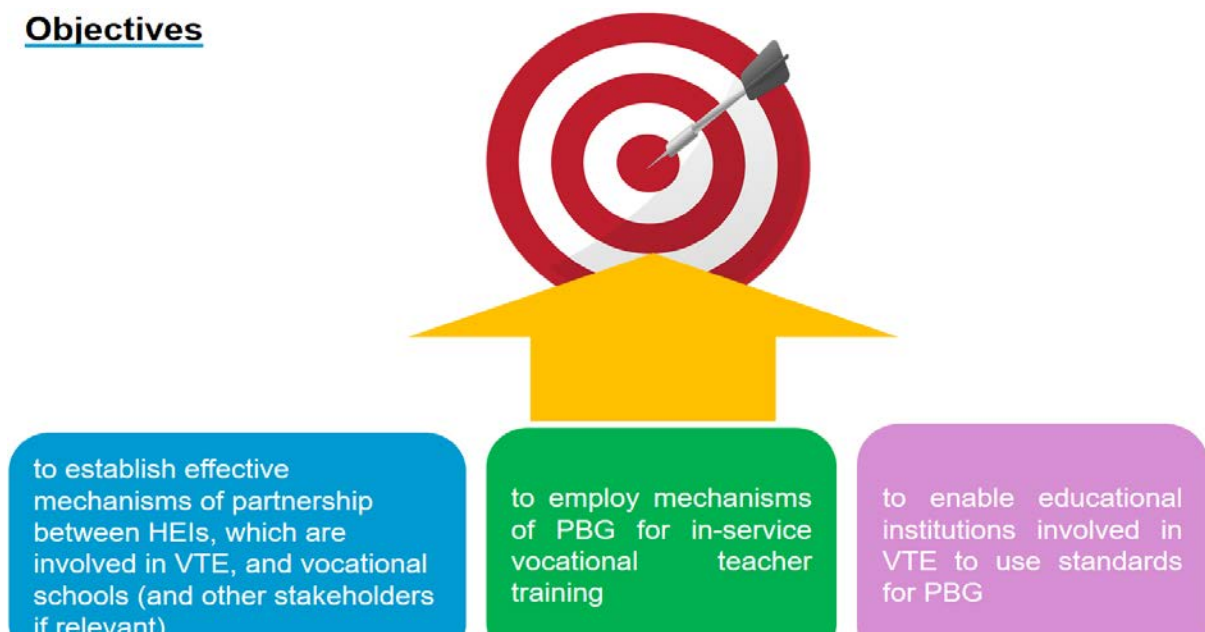 Objectives
to establish effective
mechanisms of partnership
between HEIs, which are
involved in VTE, and vocational
schools (and other stakeholders
if relevant)
to employ mechanisms
of PBG for in-service
vocational teacher
training
to enable educational
institutions involved in
VTE to use standards
for PBG